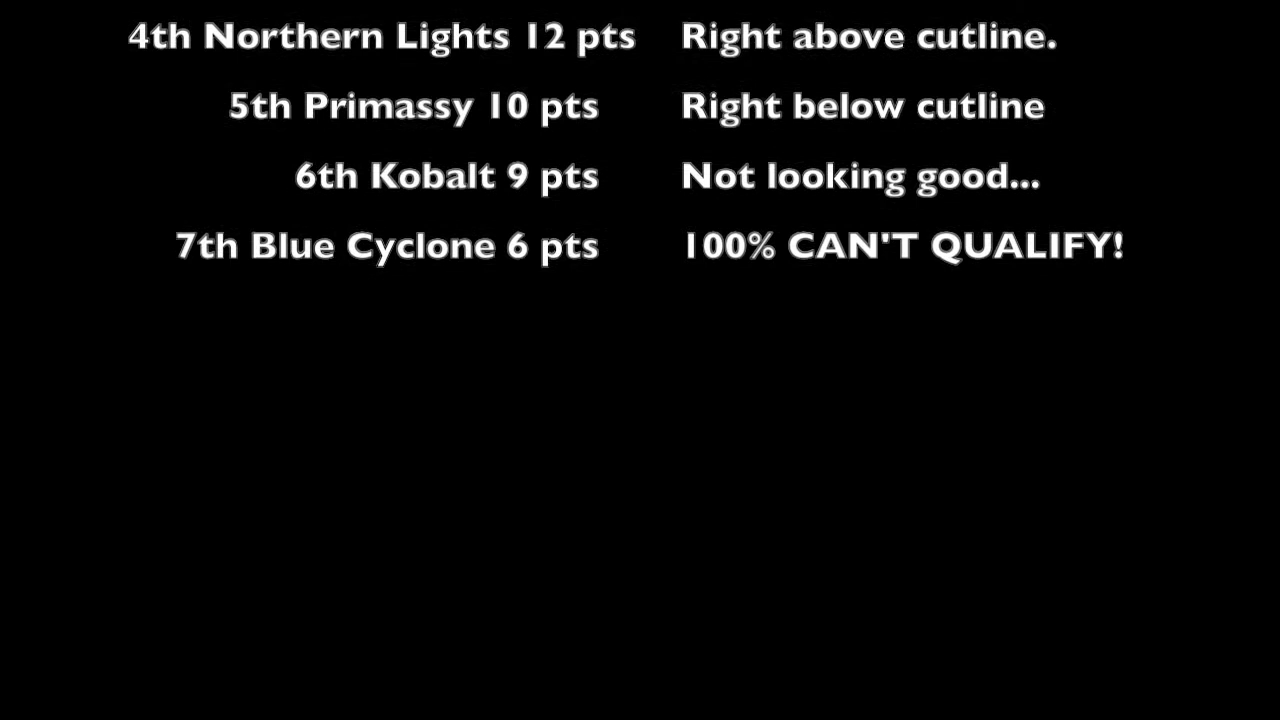 4th Northern Lights 12 pts Right above cutline.
5th Primassy 10 pts Right below cutline
6th Kobalt 9 pts Not looking good...
7th Blue Cyclone 6 pts 100% CAN'T QUALIFY!